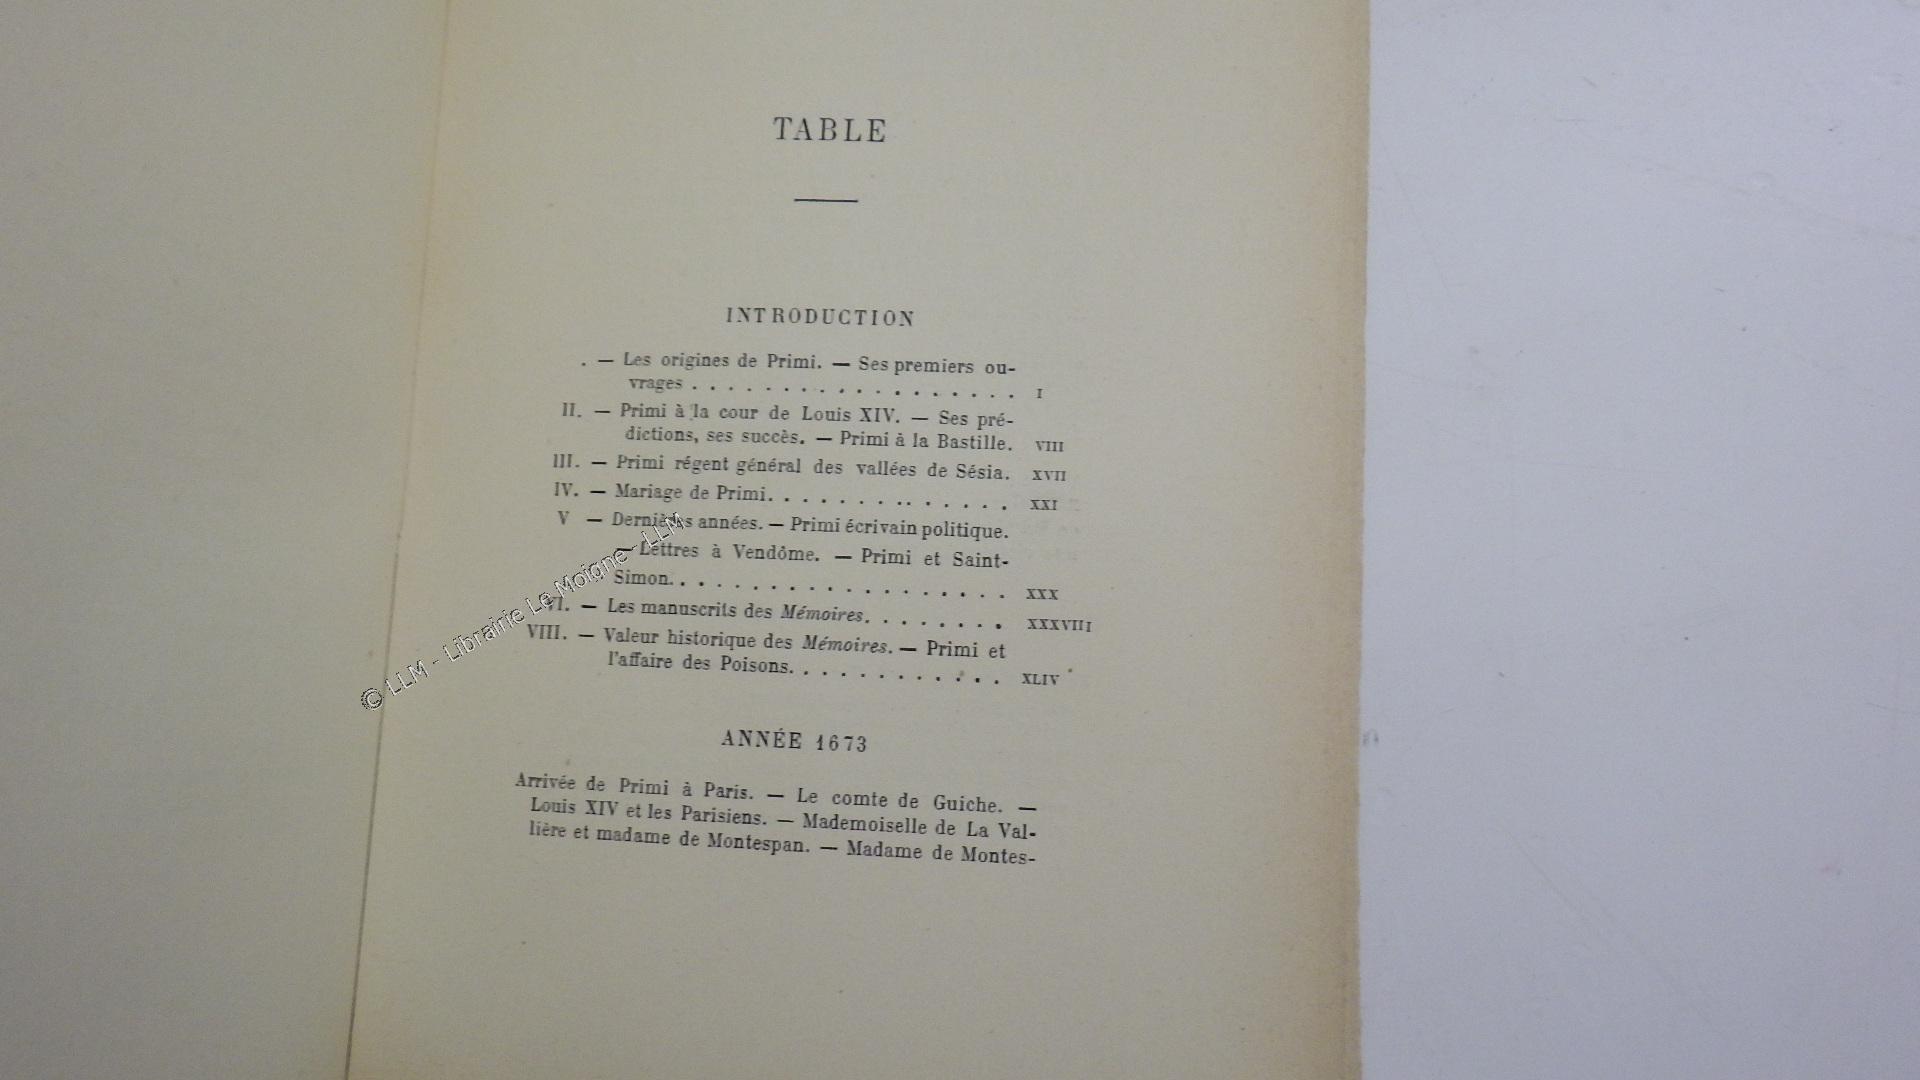 TABLE
INTRODUCTION
. — Les origines de Primi. — Ses premiers ou-
vrages . . . . . . . . . . . . . . . . . . I
II. — Primi à la cour de Louis XIV. — Ses pré-
dictions, ses succès. — Primi à la Bastille. VIII
III. — Primi régent général des vallées de Sésia. XVII
IV. — Mariage de Primi. . . . . . . . . . . . . . XXI
V — Dernières années. — Primi écrivain politique.
— Lettres à Vendôme. — Primi et Saint-
Simon. . . . . . . . . . . . . . . . . . . XXX
VI. — Les manuscrits des Mémoires. . . . . . . . XXXVIII
VIII. — Valeur historique des Mémoires. — Primi et
l'affaire des Poisons. . . . . . . . . . . . XLIV
ANNÉE 1673
Arrivée de Primi à Paris. — Le comte de Guiche. —
Louis XIV et les Parisiens. — Mademoiselle de La Val-
lière et madame de Montespan. — Madame de Montes-
© LLM - Librairie Le Moigne - LLM